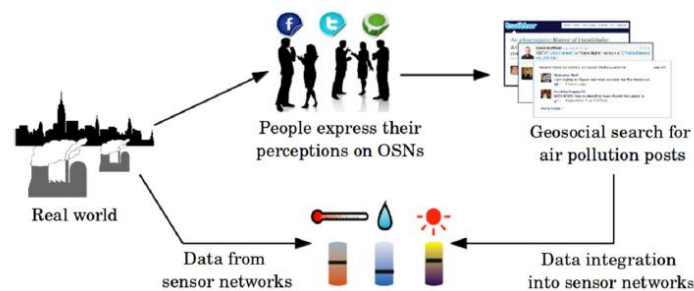 twitter
People express their
perceptions on OSNs
Geosocial search for
air pollution posts
Real world
Data from
sensor networks
Data integration
into sensor networks